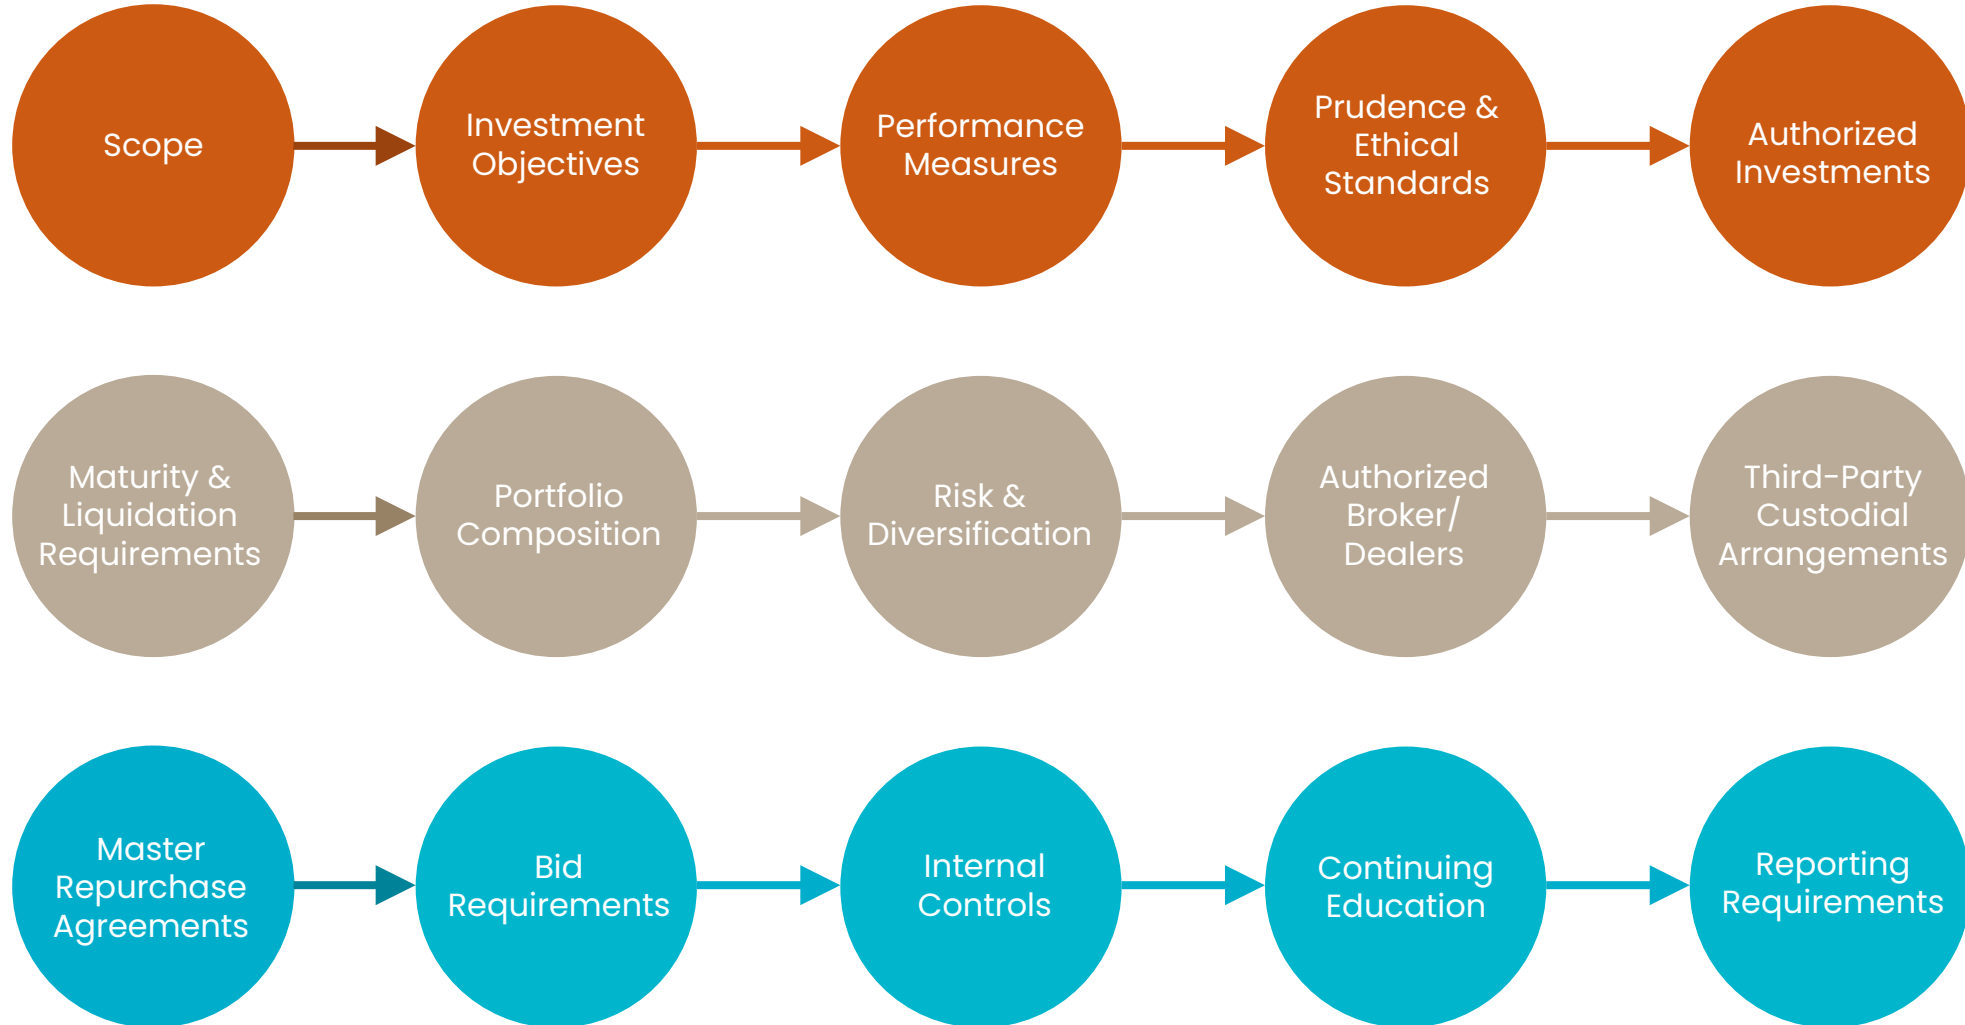 Scope
Investment
Objectives
Performance
Measures
Prudence &
Ethical
Standards
Authorized
Investments
Maturity &
Liquidation
Requirements
Portfolio
Composition
Risk &
Diversification
Authorized
Broker/
Dealers
Third-Party
Custodial
Arrangements
Master
Repurchase
Agreements
Bid
Requirements
Internal
Controls
Continuing
Education
Reporting
Requirements